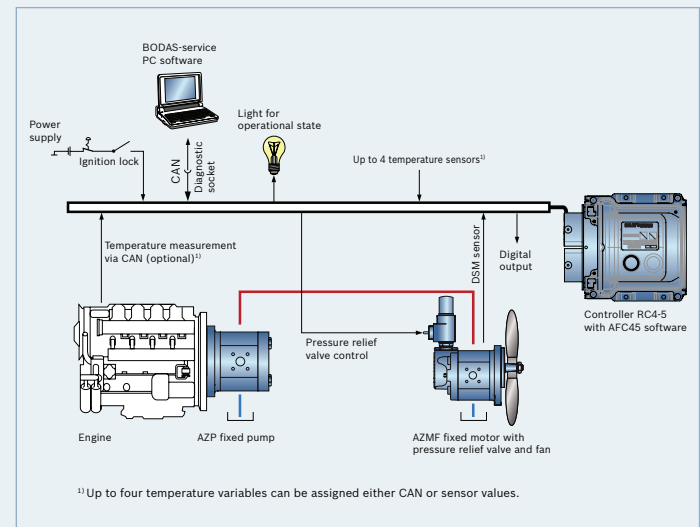 BODAS-service
PC software
Power
supply
Ignition lock
CAN
Diagnostic
socket
Light for
operational state
Up to 4 temperature sensors¹⁾
Temperature measurement
via CAN (optional)¹⁾
DSM sensor
Digital
output
Controller RC4-5
with AFC45 software
Pressure relief
valve control
Engine
AZP fixed pump
AZMF fixed motor with
pressure relief valve and fan
¹⁾ Up to four temperature variables can be assigned either CAN or sensor values.